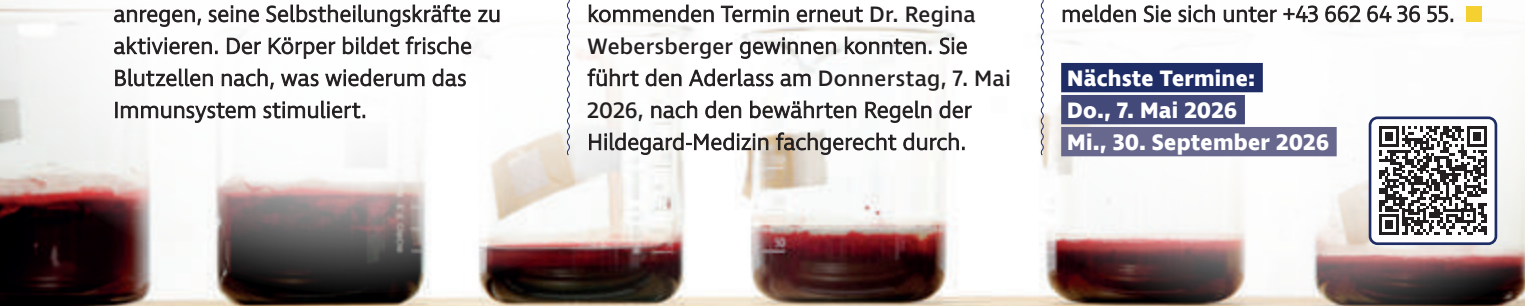 anregen, seine Selbstheilungskräfte zu
aktivieren. Der Körper bildet frische
Blutzellen nach, was wiederum das
Immunsystem stimuliert.
kommenden Termin erneut Dr. Regina
Webersberger gewinnen konnten. Sie
führt den Aderlass am Donnerstag, 7. Mai
2026, nach den bewährten Regeln der
Hildegard-Medizin fachgerecht durch.
melden Sie sich unter +43 662 64 36 55.
Nächste Termine:
Do., 7. Mai 2026
Mi., 30. September 2026